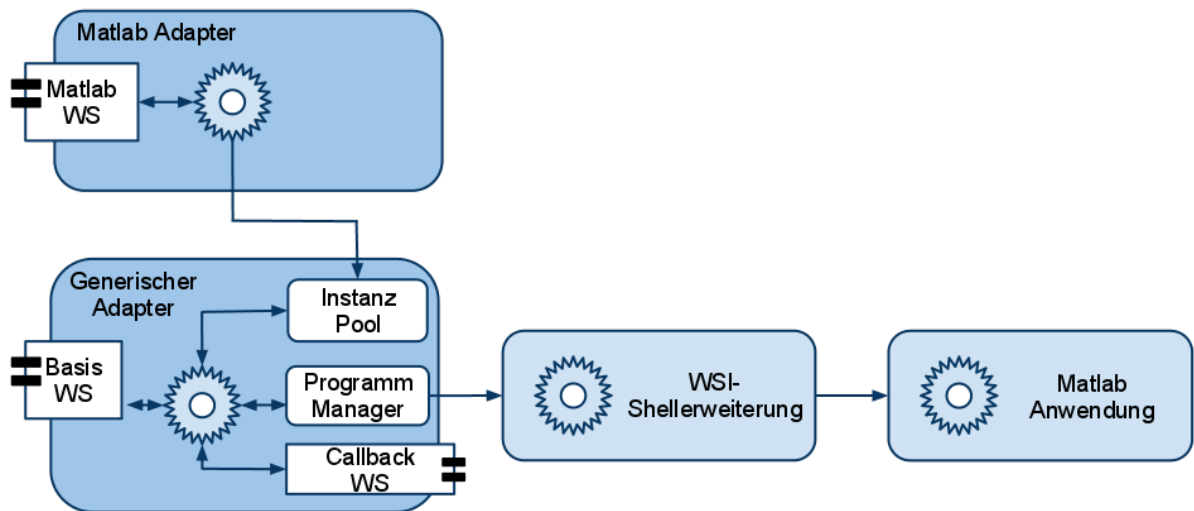 Matlab Adapter
Matlab
WS
Generischer
Adapter
Instanz
Pool
Basis
WS
Programm
Manager
Callback
WS
WSI-
Shellerweiterung
Matlab
Anwendung